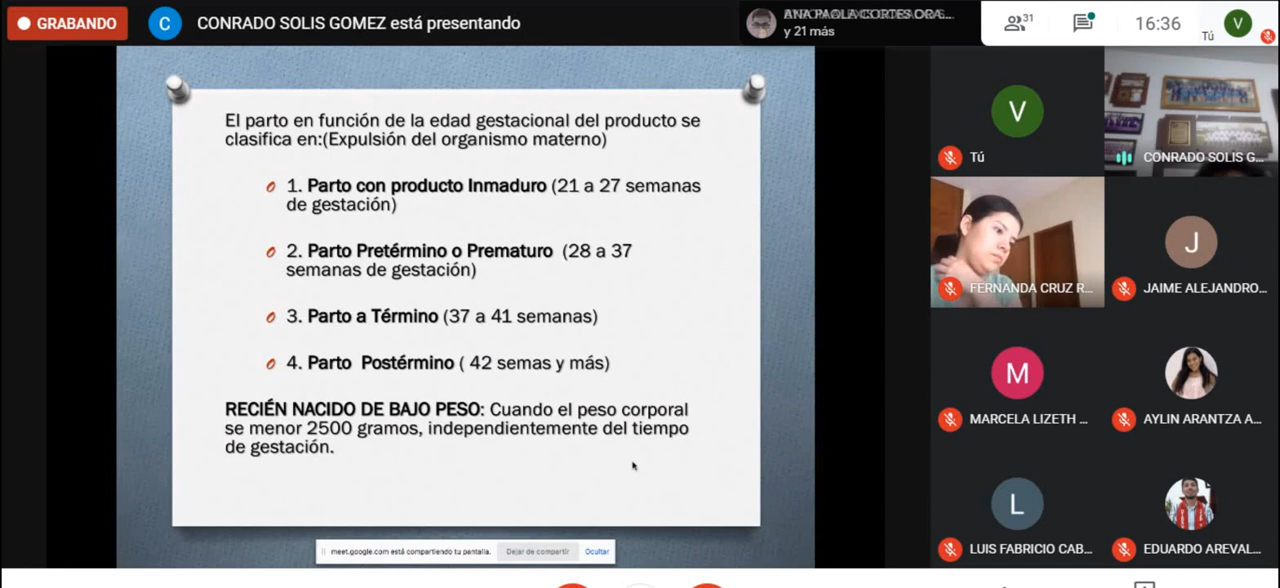 GRABANDO
C
CONRADO SOLIS GOMEZ está presentando
y 21 más
31
16:36
Tú
V
El parto en función de la edad gestacional del producto se
clasifica en:(Expulsión del organismo materno)
1. Parto con producto Inmaduro (21 a 27 semanas
de gestación)
2. Parto Pretérmino o Prematuro (28 a 37
semanas de gestación)
3. Parto a Término (37 a 41 semanas)
4. Parto Postérmino ( 42 semas y más)
RECIÉN NACIDO DE BAJO PESO: Cuando el peso corporal
se menor 2500 gramos, independientemente del tiempo
de gestación.
meet.google.com está compartiendo tu pantalla.
Dejar de compartir
Ocultar
V
Tú
CONRADO SOLIS G...
FERNANDA CRUZ R...
J
JAIME ALEJANDRO...
M
MARCELA LIZETH ...
AYLIN ARANTZA A...
L
LUIS FABRICIO CAB...
EDUARDO AREVAL...